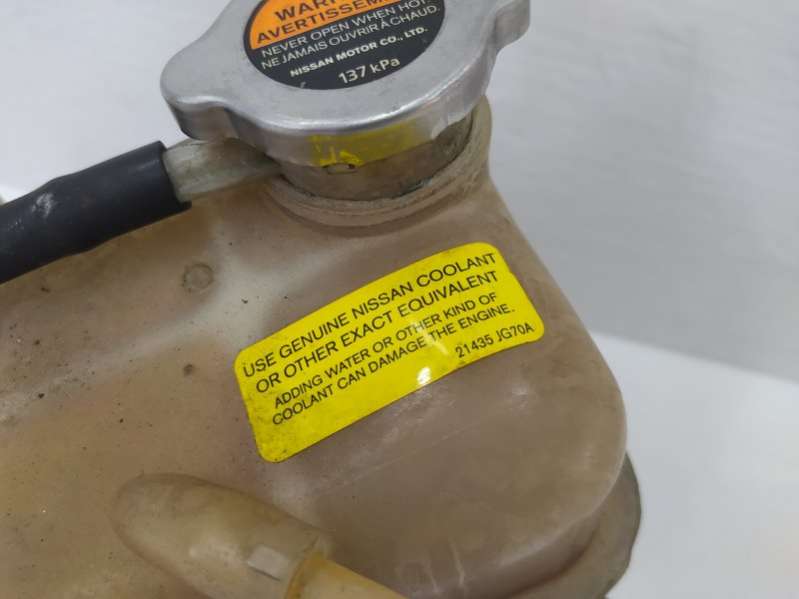 AVERTISSEMENT
NEVER OPEN WHEN HOT.
NE JAMAIS OUVRIR À CHAUD.
NISSAN MOTOR CO., LTD.
137 kPa
USE GENUINE NISSAN COOLANT
OR OTHER EXACT EQUIVALENT
ADDING WATER OR OTHER KIND OF
COOLANT CAN DAMAGE THE ENGINE.
21435 JG70A